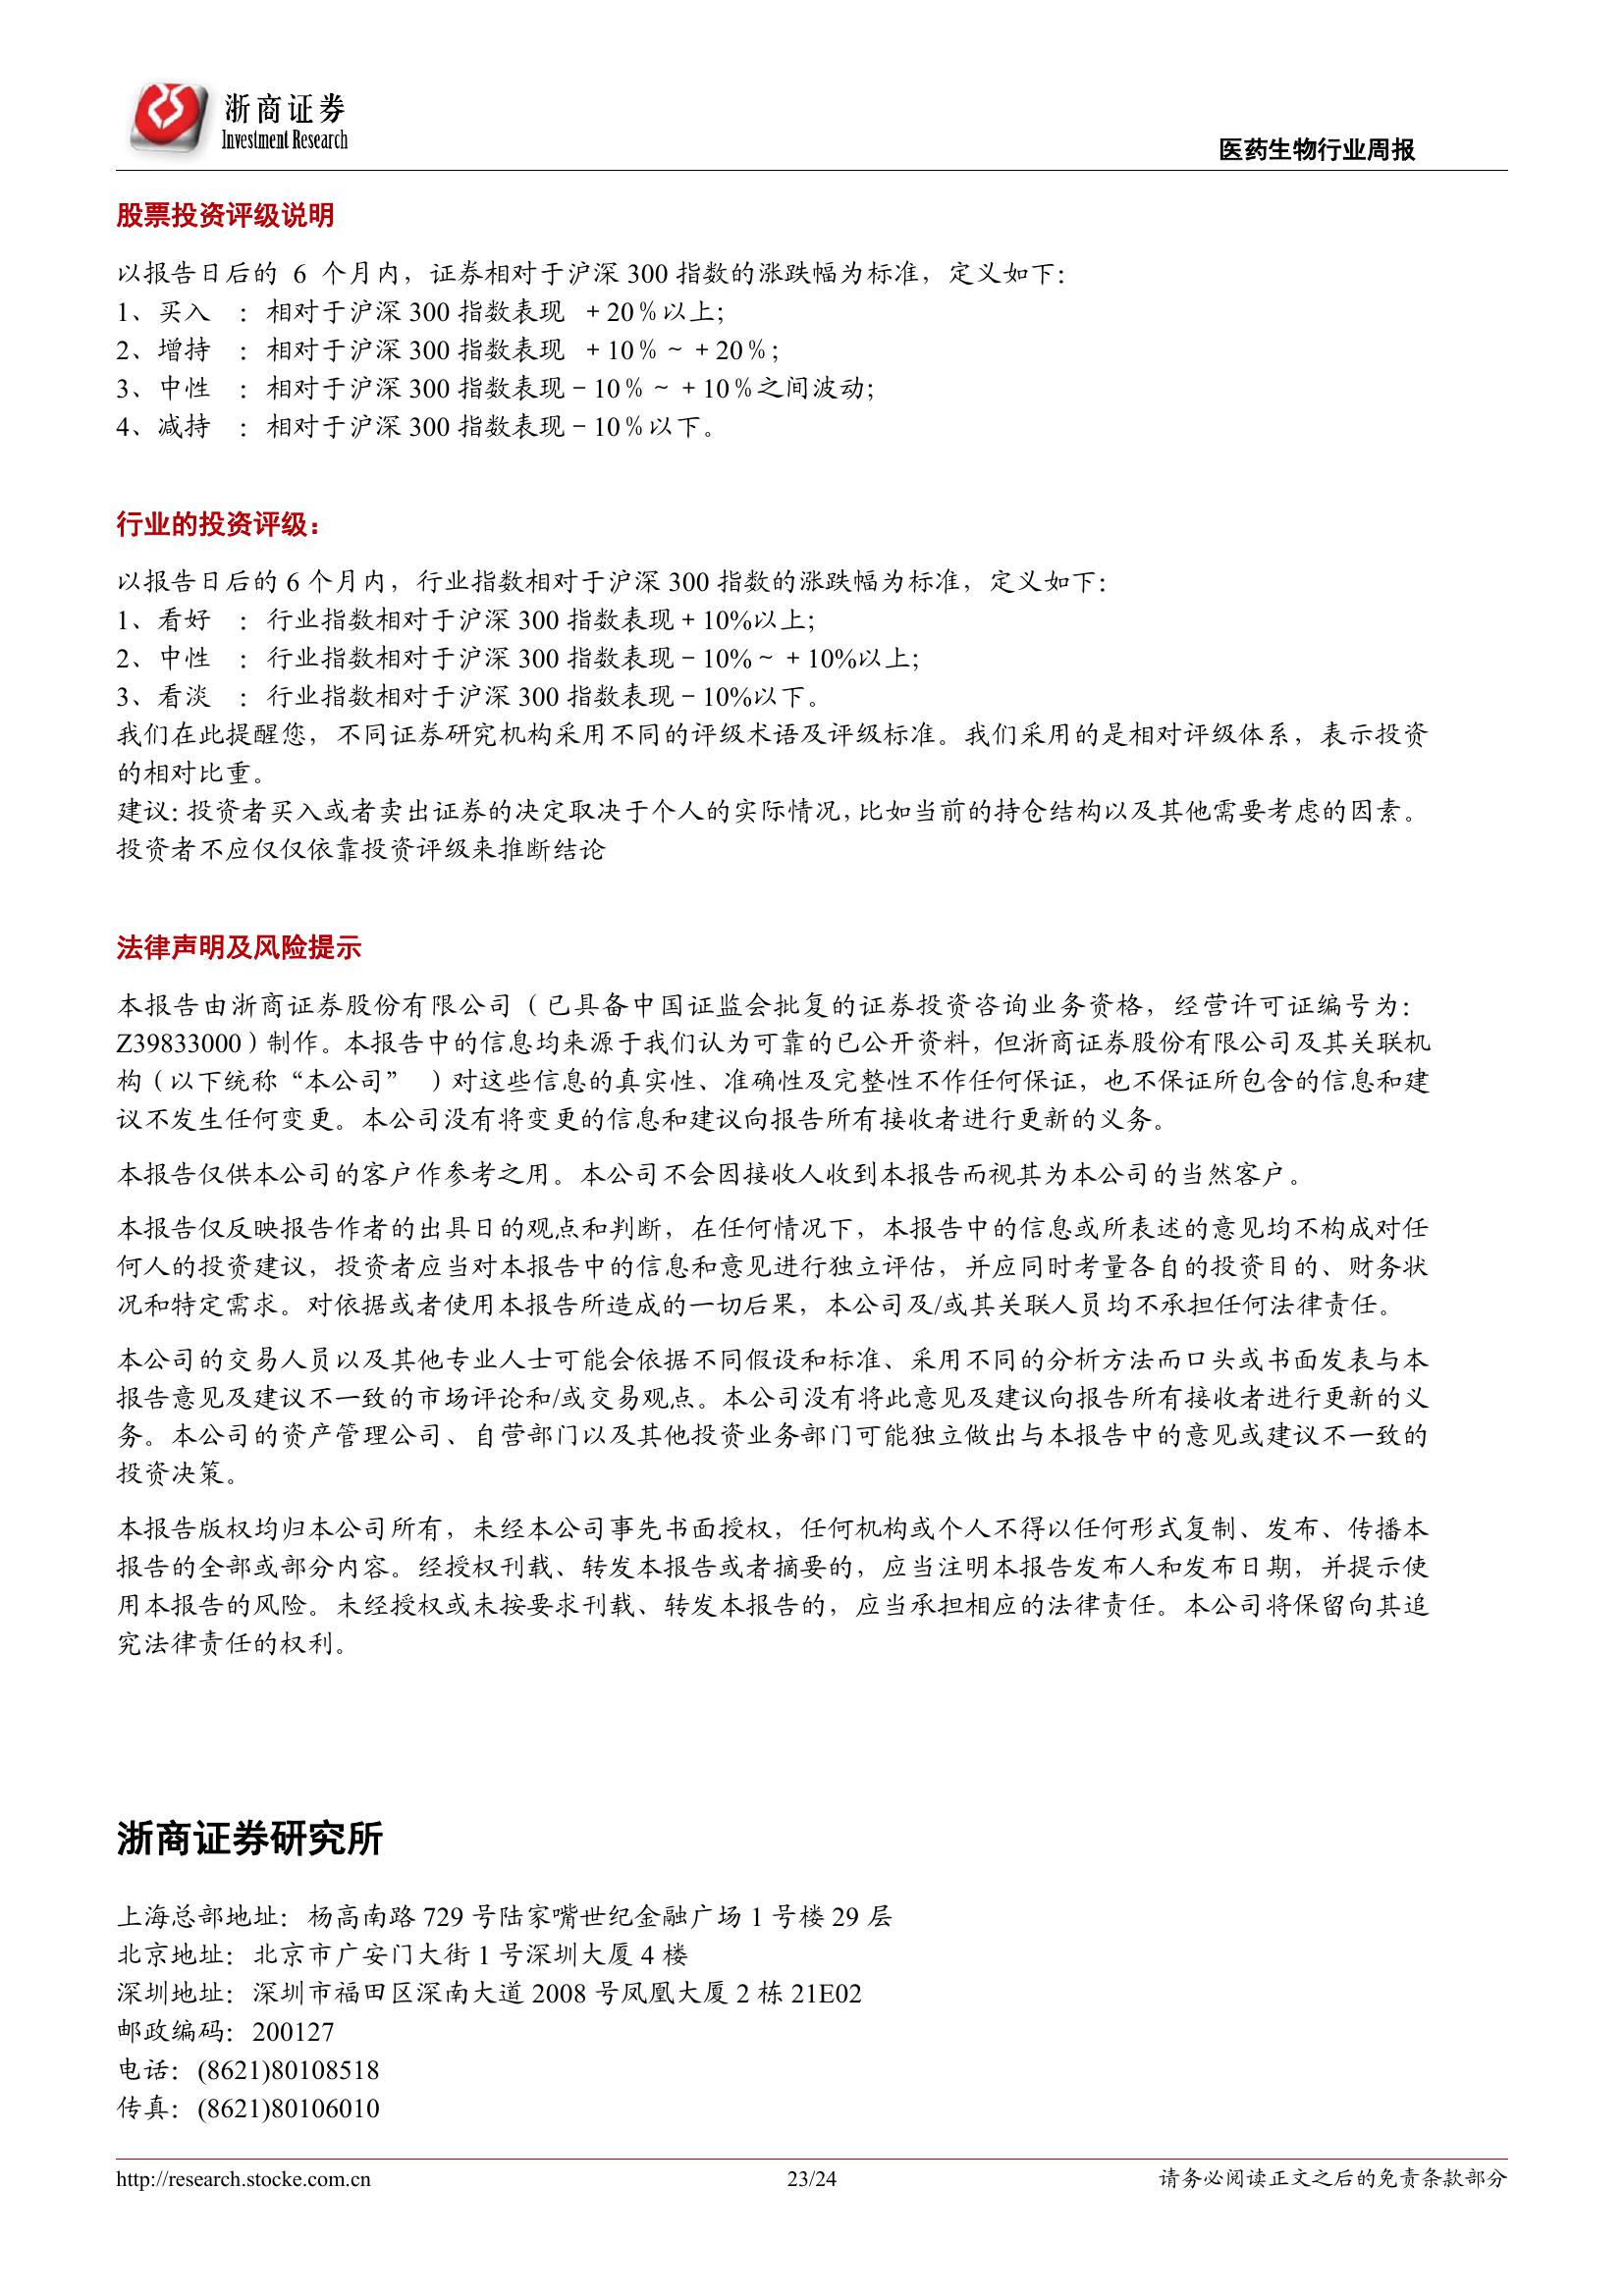 浙商证券
Investment Research
医药生物行业周报
股票投资评级说明
以报告日后的 6 个月内，证券相对于沪深 300 指数的涨跌幅为标准，定义如下：
1、买入 ：相对于沪深 300 指数表现 ＋20％以上；
2、增持 ：相对于沪深 300 指数表现 ＋10％～＋20％；
3、中性 ：相对于沪深 300 指数表现－10％～＋10％之间波动；
4、减持 ：相对于沪深 300 指数表现－10％以下。
行业的投资评级：
以报告日后的 6 个月内，行业指数相对于沪深 300 指数的涨跌幅为标准，定义如下：
1、看好 ：行业指数相对于沪深 300 指数表现＋10%以上；
2、中性 ：行业指数相对于沪深 300 指数表现－10%～＋10%以上；
3、看淡 ：行业指数相对于沪深 300 指数表现－10%以下。
我们在此提醒您，不同证券研究机构采用不同的评级术语及评级标准。我们采用的是相对评级体系，表示投资
的相对比重。
建议：投资者买入或者卖出证券的决定取决于个人的实际情况，比如当前的持仓结构以及其他需要考虑的因素。
投资者不应仅仅依靠投资评级来推断结论
法律声明及风险提示
本报告由浙商证券股份有限公司（已具备中国证监会批复的证券投资咨询业务资格，经营许可证编号为：
Z39833000）制作。本报告中的信息均来源于我们认为可靠的已公开资料，但浙商证券股份有限公司及其关联机
构（以下统称“本公司” ）对这些信息的真实性、准确性及完整性不作任何保证，也不保证所包含的信息和建
议不发生任何变更。本公司没有将变更的信息和建议向报告所有接收者进行更新的义务。
本报告仅供本公司的客户作参考之用。本公司不会因接收人收到本报告而视其为本公司的当然客户。
本报告仅反映报告作者的出具日的观点和判断，在任何情况下，本报告中的信息或所表述的意见均不构成对任
何人的投资建议，投资者应当对本报告中的信息和意见进行独立评估，并应同时考量各自的投资目的、财务状
况和特定需求。对依据或者使用本报告所造成的一切后果，本公司及/或其关联人员均不承担任何法律责任。
本公司的交易人员以及其他专业人士可能会依据不同假设和标准、采用不同的分析方法而口头或书面发表与本
报告意见及建议不一致的市场评论和/或交易观点。本公司没有将此意见及建议向报告所有接收者进行更新的义
务。本公司的资产管理公司、自营部门以及其他投资业务部门可能独立做出与本报告中的意见或建议不一致的
投资决策。
本报告版权均归本公司所有，未经本公司事先书面授权，任何机构或个人不得以任何形式复制、发布、传播本
报告的全部或部分内容。经授权刊载、转发本报告或者摘要的，应当注明本报告发布人和发布日期，并提示使
用本报告的风险。未经授权或未按要求刊载、转发本报告的，应当承担相应的法律责任。本公司将保留向其追
究法律责任的权利。
浙商证券研究所
上海总部地址：杨高南路 729 号陆家嘴世纪金融广场 1 号楼 29 层
北京地址：北京市广安门大街 1 号深圳大厦 4 楼
深圳地址：深圳市福田区深南大道 2008 号凤凰大厦 2 栋 21E02
邮政编码：200127
电话：(8621)80108518
传真：(8621)80106010
http://research.stocke.com.cn
23/24
请务必阅读正文之后的免责条款部分